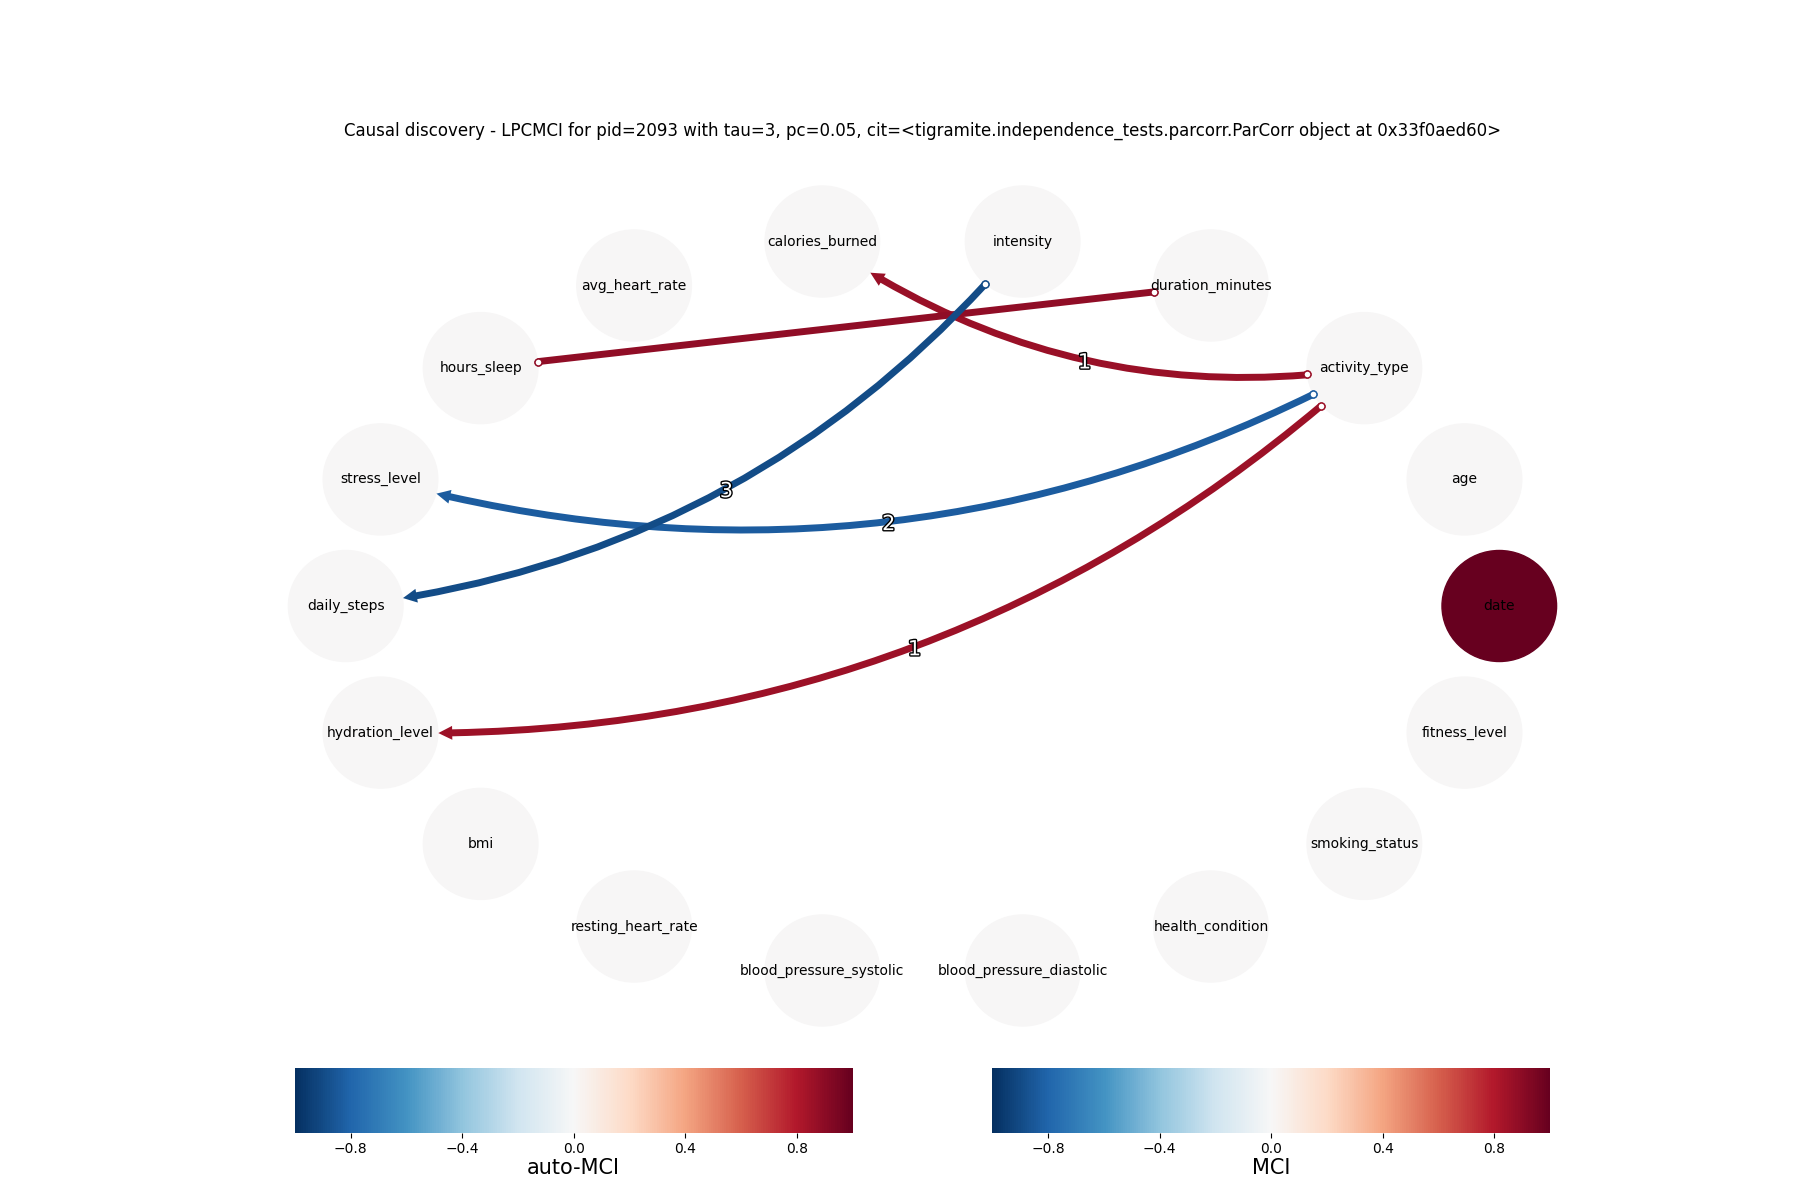 Causal discovery - LPCMCI for pid=2093 with tau=3, pc=0.05, cit=<tigramite.independence_tests.parcorr.ParCorr object at 0x33f0aed60>
calories_burned
intensity
avg_heart_rate
duration_minutes
hours_sleep
1
activity_type
stress_level
3
age
2
daily_steps
date
1
hydration_level
fitness_level
bmi
smoking_status
resting_heart_rate
health_condition
blood_pressure_systolic
blood_pressure_diastolic
−0.8 −0.4 0.0 0.4 0.8
auto-MCI
−0.8 −0.4 0.0 0.4 0.8
MCI